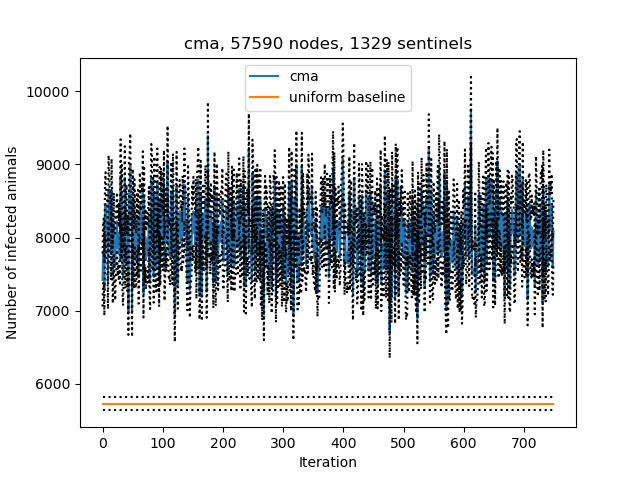 cma, 57590 nodes, 1329 sentinels
cma
uniform baseline
Number of infected animals
10000
9000
8000
7000
6000
0 100 200 300 400 500 600 700
Iteration